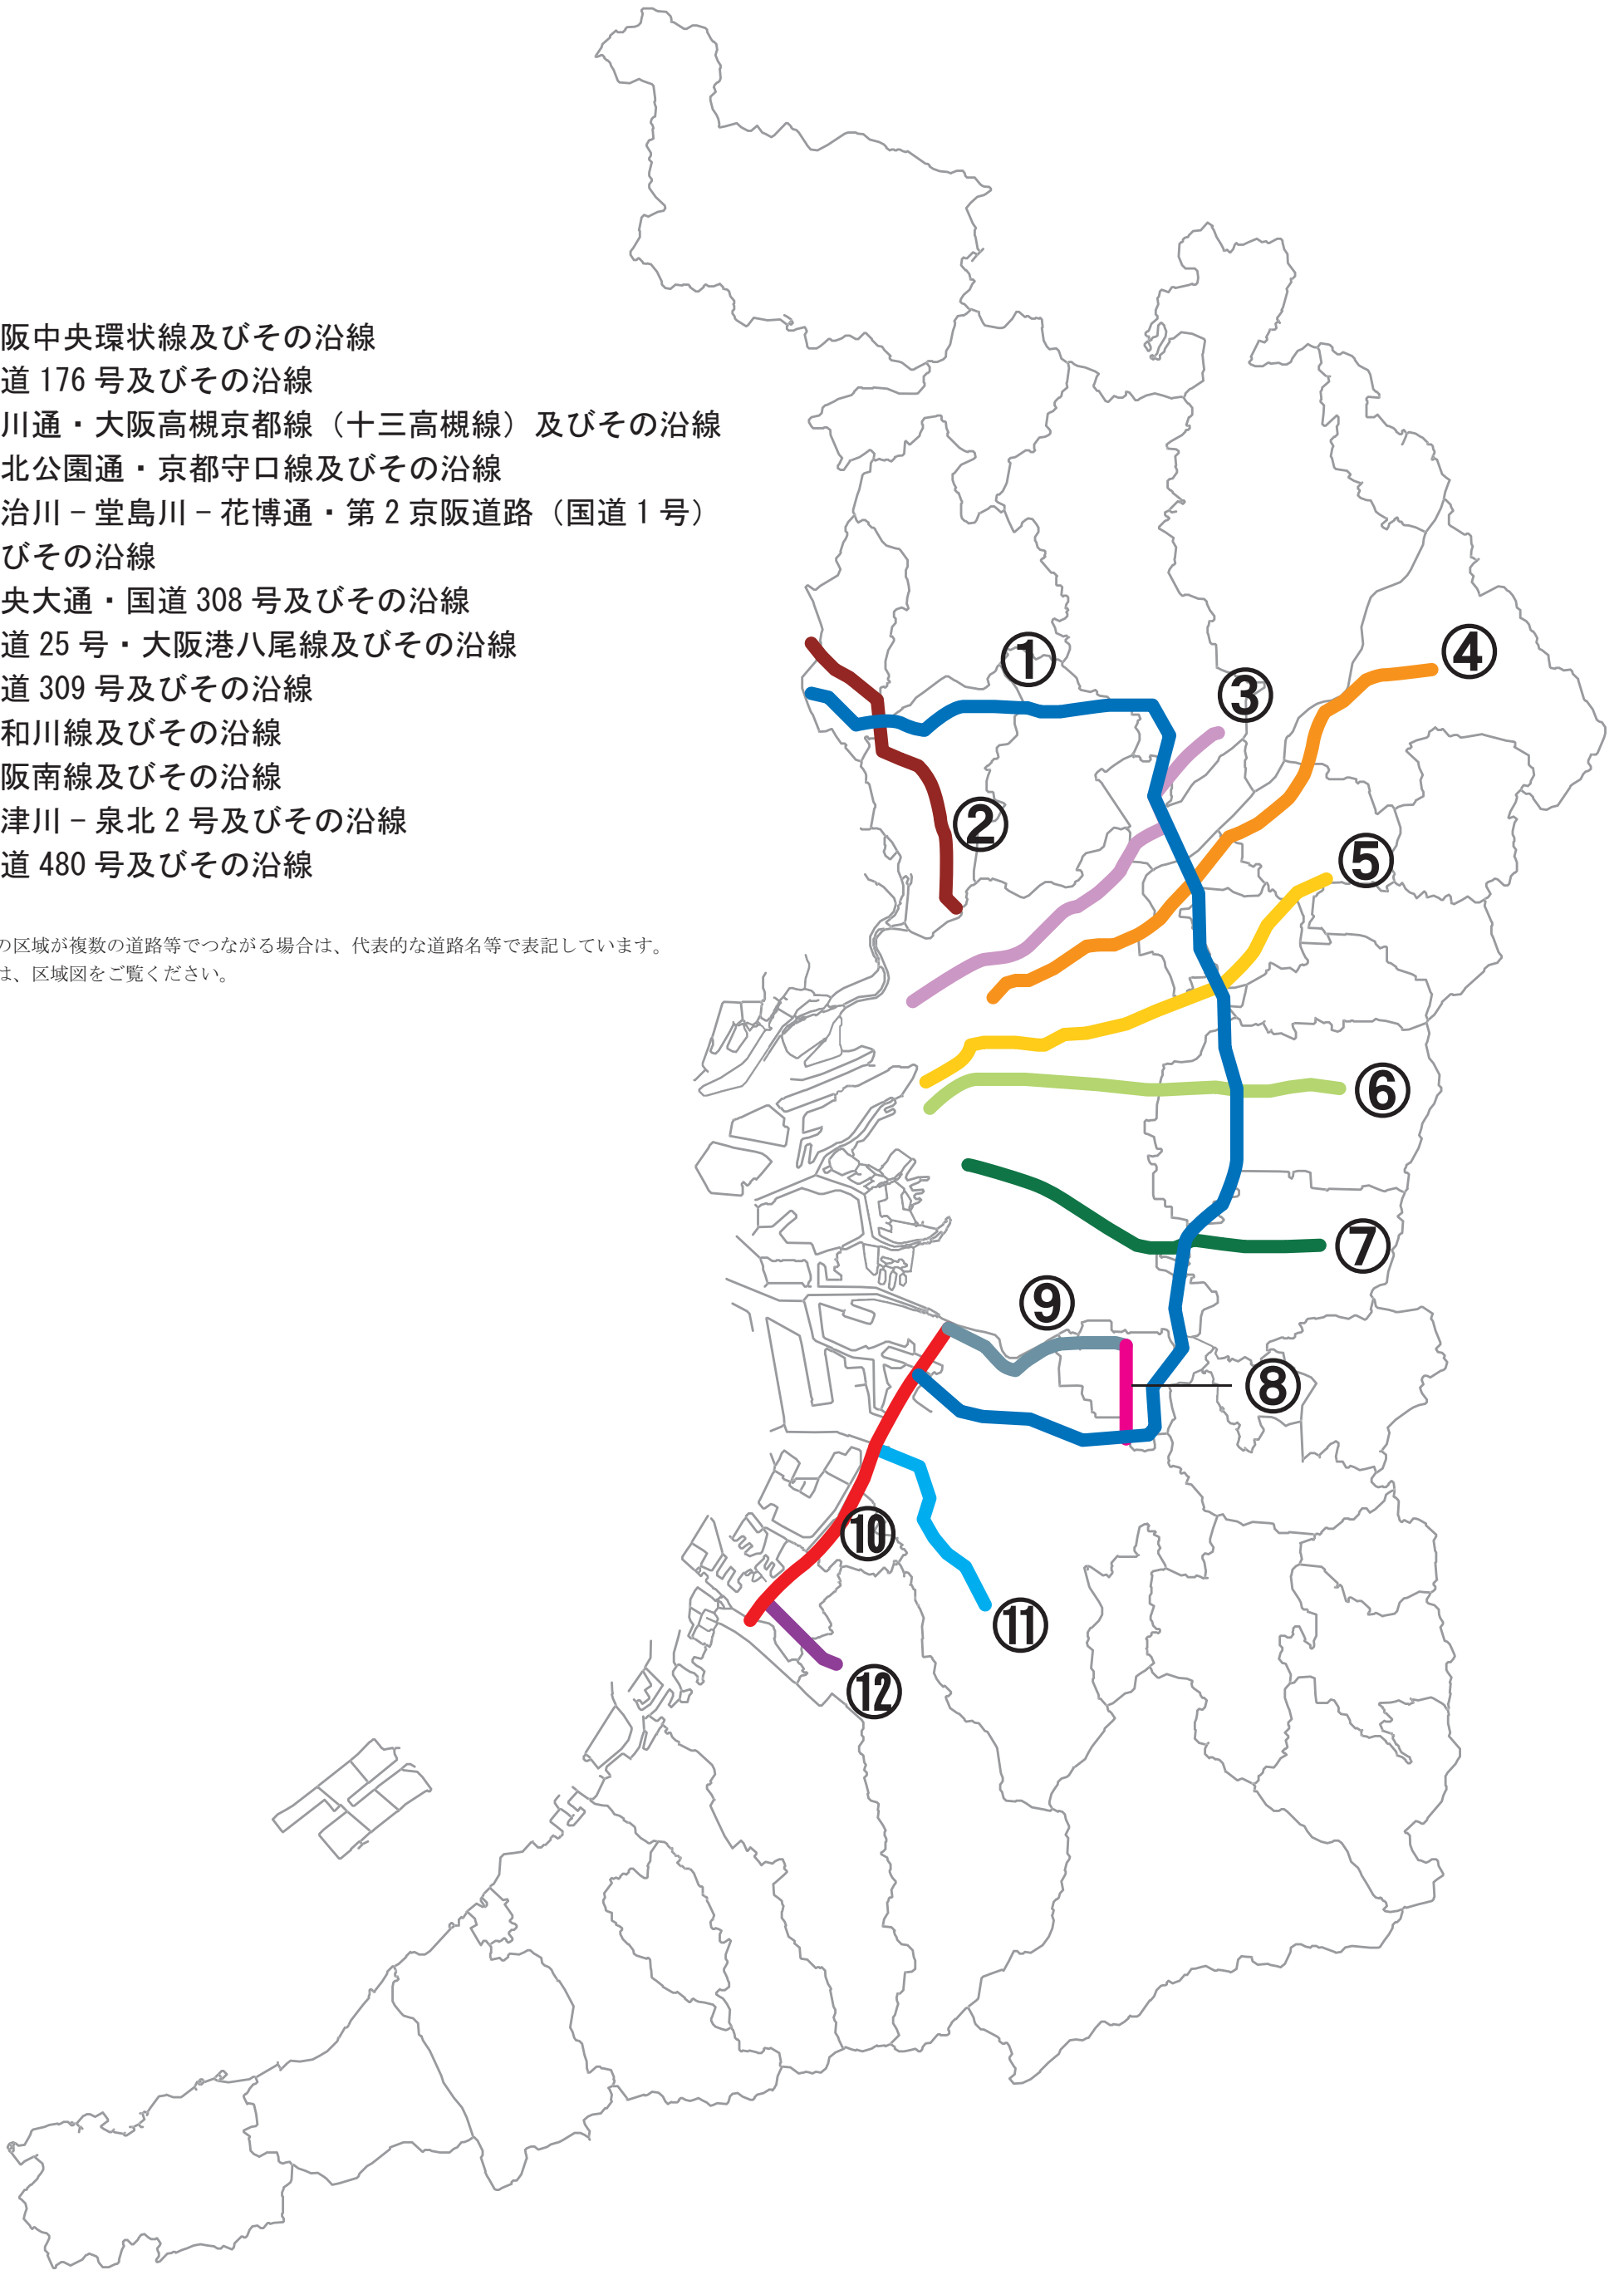 阪中央環状線及びその沿線
道 176 号及びその沿線
川通・大阪高槻京都線（十三高槻線）及びその沿線
北公園通・京都守口線及びその沿線
治川－堂島川－花博通・第 2 京阪道路（国道 1 号）
びその沿線
央大通・国道 308 号及びその沿線
道 25 号・大阪港八尾線及びその沿線
道 309 号及びその沿線
和川線及びその沿線
阪南線及びその沿線
津川－泉北 2 号及びその沿線
道 480 号及びその沿線
の区域が複数の道路等でつながる場合は、代表的な道路名等で表記しています。
は、区域図をご覧ください。
①
②
③
④
⑤
⑥
⑦
⑧
⑨
⑩
⑪
⑫